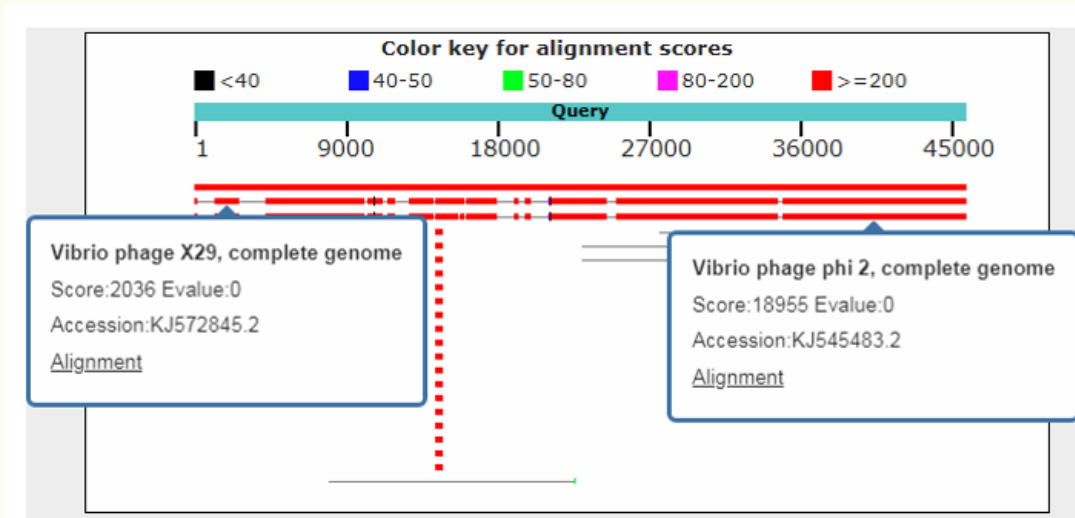 Color key for alignment scores
<40 40-50 50-80 80-200 >=200
Query
1 9000 18000 27000 36000 45000
Vibrio phage X29, complete genome
Score:2036 Evalue:0
Accession:KJ572845.2
Alignment
Vibrio phage phi 2, complete genome
Score:18955 Evalue:0
Accession:KJ545483.2
Alignment